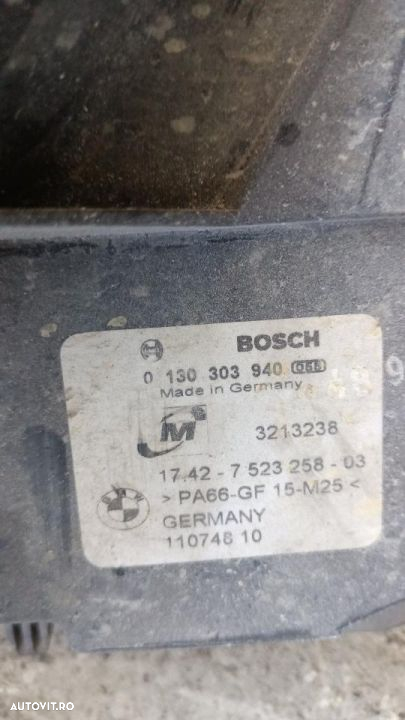 BOSCH
0 130 303 940
Made in Germany
M
3213238
17.42 - 7 523 258 - 03
> PA66-GF 15-M25 <
BMW
GERMANY
110748 10
AUTOVIT.RO